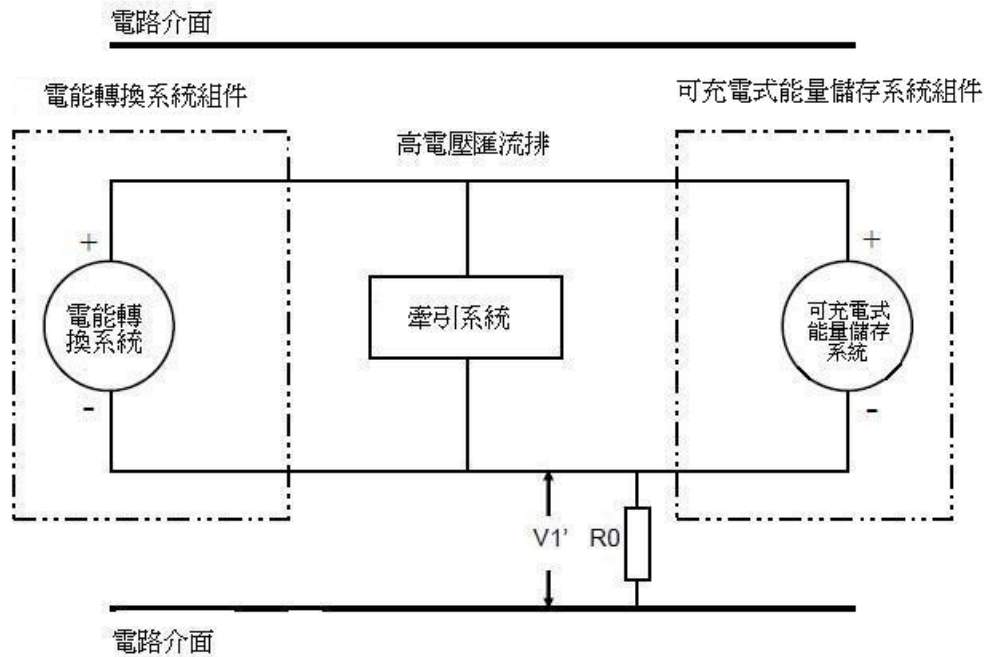 電路介面
電能轉換系統組件
可充電式能量儲存系統組件
高電壓匯流排
+
+
電能轉
換系統
牽引系統
可充電式
能量儲存
系統
-
-
V1’
R0
電路介面